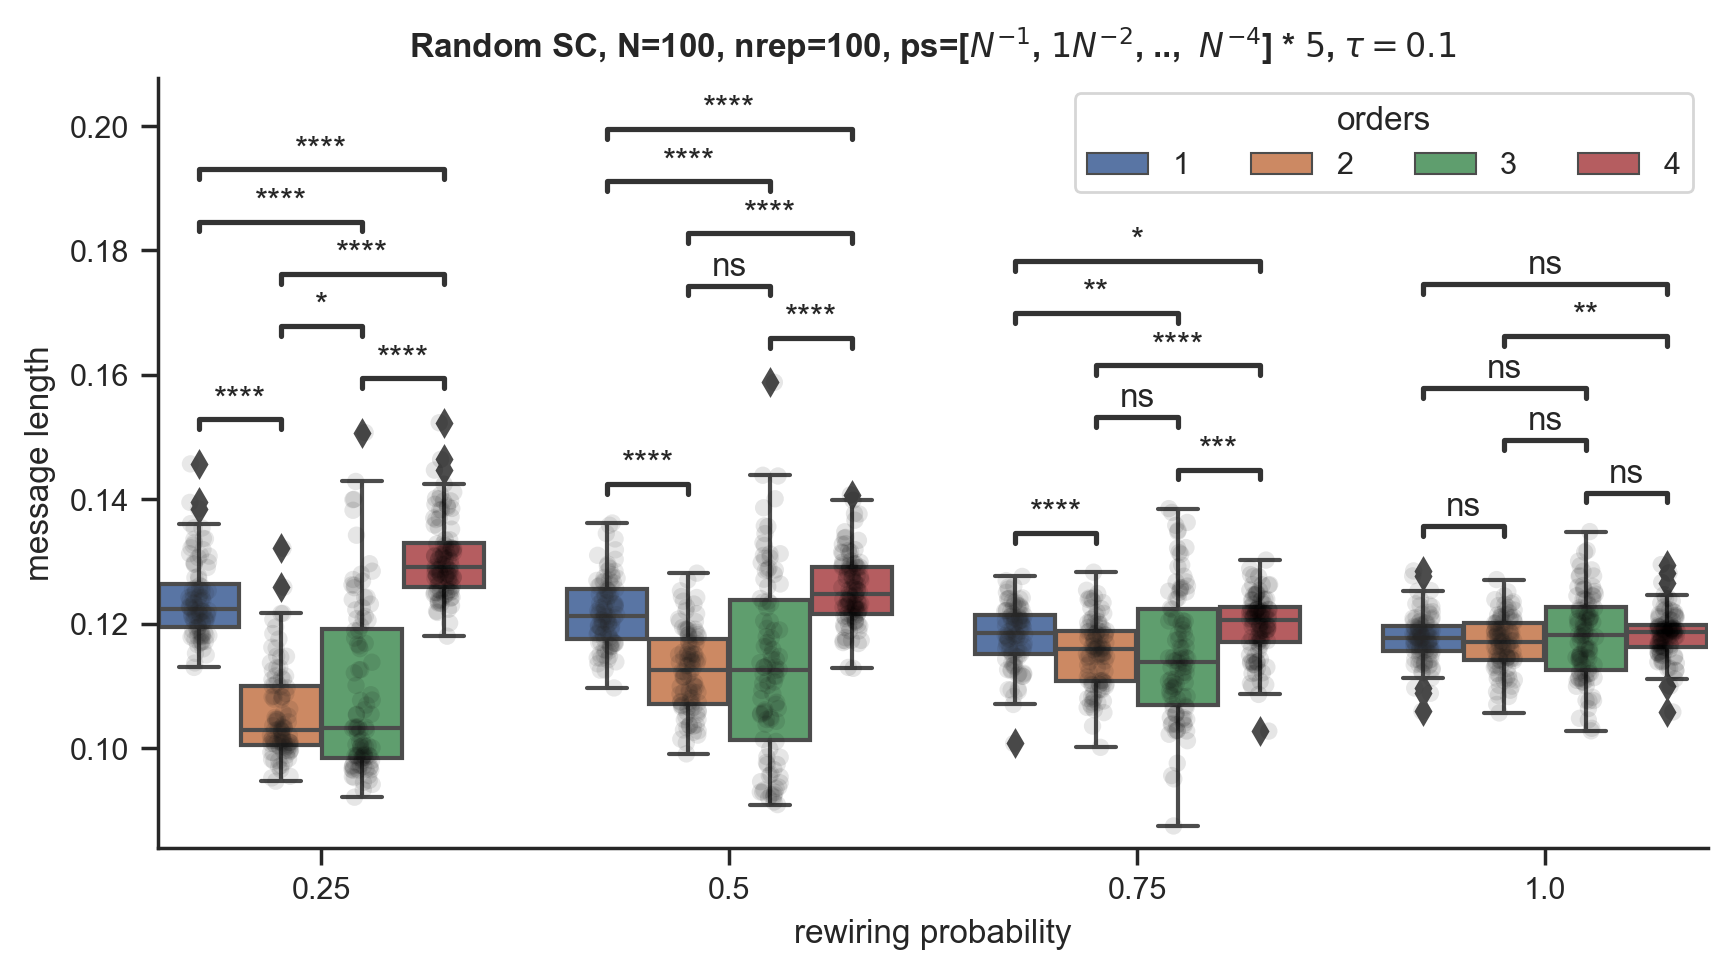 Random SC, N=100, nrep=100, ps=[$N^{-1}$, $1N^{-2}$, .., $N^{-4}$] * 5, $\tau = 0.1$
orders
1 2 3 4
message length
0.20
0.18
0.16
0.14
0.12
0.10
****
****
****
*
****
****
****
****
****
ns
****
****
*
**
****
ns
***
****
ns
**
ns
ns
ns
ns
0.25 0.5 0.75 1.0
rewiring probability